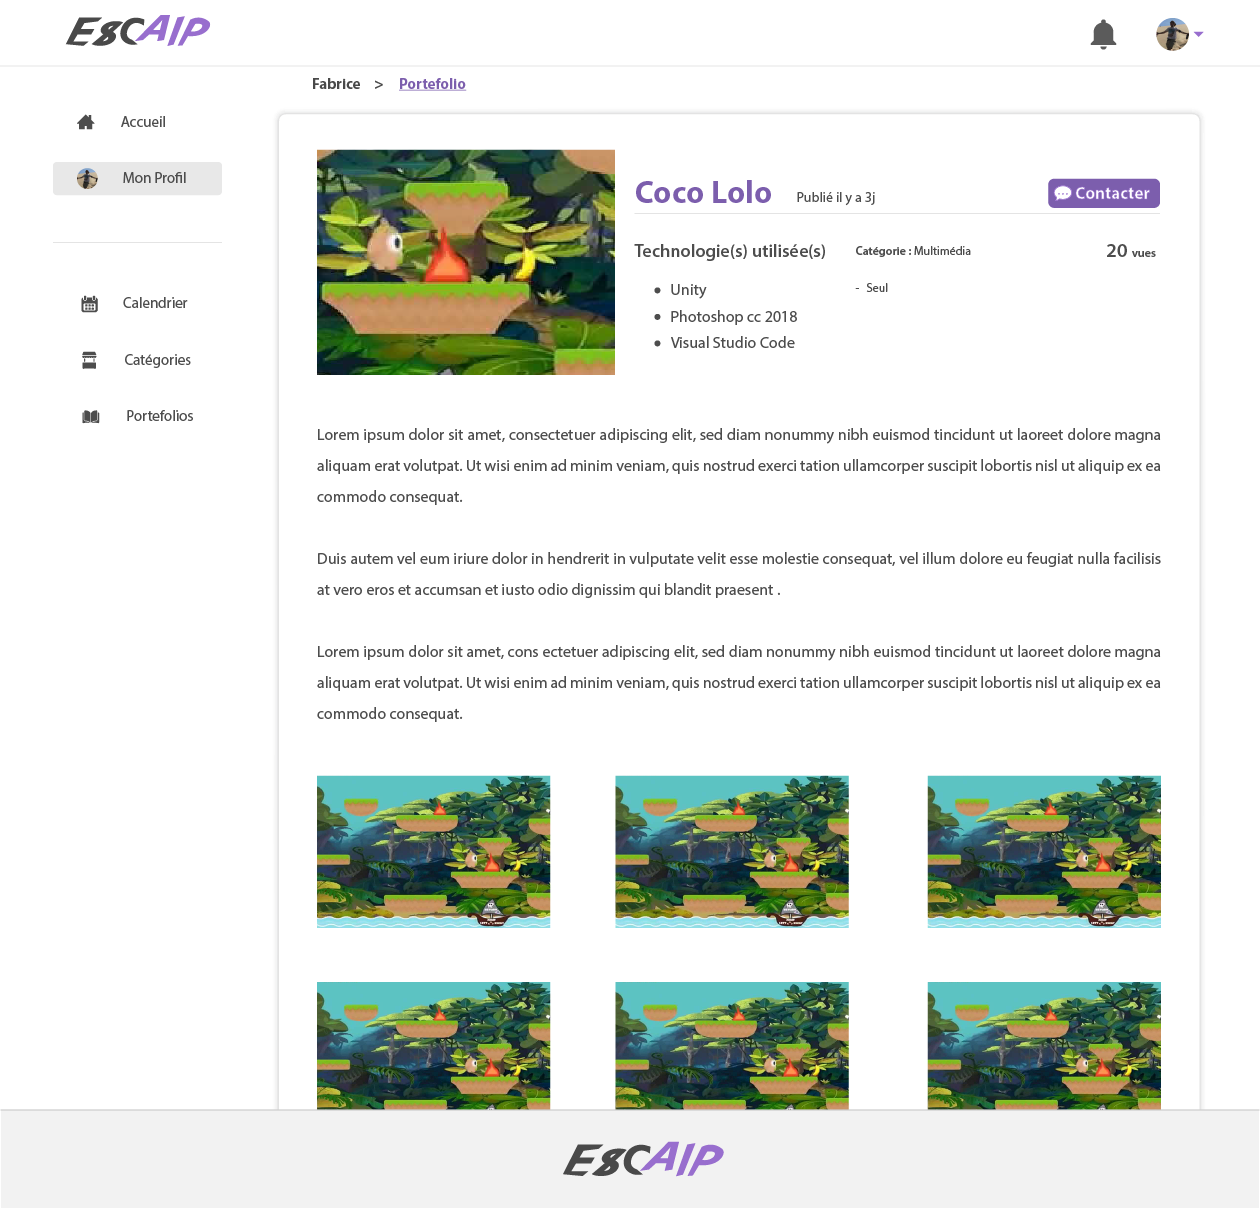 EscAIP
Fabrice > Portefolio
Accueil
Mon Profil
Calendrier
Catégories
Portefolios
Coco Lolo Publié il y a 3j Contacter
Technologie(s) utilisée(s) Catégorie : Multimédia 20 vues
• Unity
• Photoshop cc 2018
• Visual Studio Code
- Seul
Lorem ipsum dolor sit amet, consectetuer adipiscing elit, sed diam nonummy nibh euismod tincidunt ut laoreet dolore magna
aliquam erat volutpat. Ut wisi enim ad minim veniam, quis nostrud exerci tation ullamcorper suscipit lobortis nisl ut aliquip ex ea
commodo consequat.
Duis autem vel eum iriure dolor in hendrerit in vulputate velit esse molestie consequat, vel illum dolore eu feugiat nulla facilisis
at vero eros et accumsan et iusto odio dignissim qui blandit praesent .
Lorem ipsum dolor sit amet, cons ectetuer adipiscing elit, sed diam nonummy nibh euismod tincidunt ut laoreet dolore magna
aliquam erat volutpat. Ut wisi enim ad minim veniam, quis nostrud exerci tation ullamcorper suscipit lobortis nisl ut aliquip ex ea
commodo consequat.
EscAIP